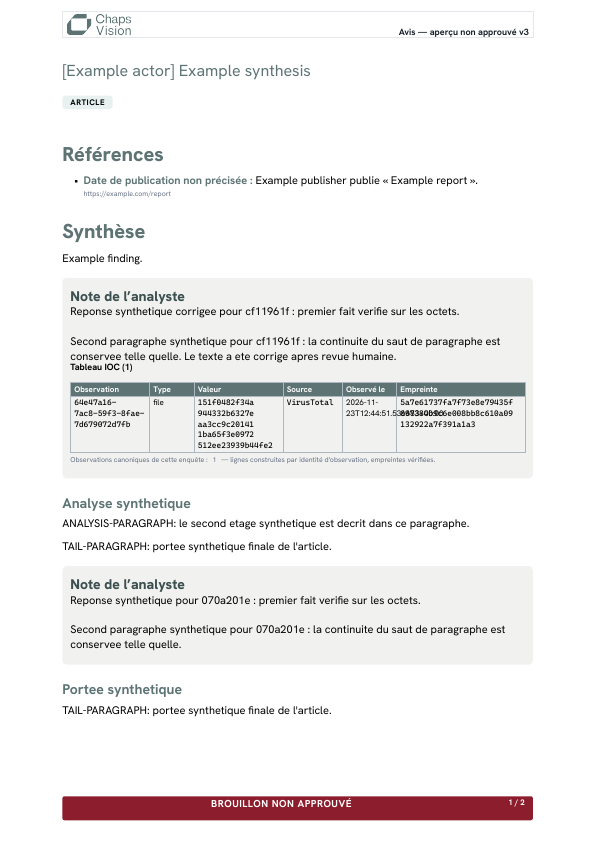 Chaps
Vision
Avis — aperçu non approuvé v3
[Example actor] Example synthesis
ARTICLE
Références
• Date de publication non précisée : Example publisher publie « Example report ».
https://example.com/report
Synthèse
Example finding.
Note de l’analyste
Reponse synthetique corrigee pour cf11961f : premier fait verifie sur les octets.
Second paragraphe synthetique pour cf11961f : la continuite du saut de paragraphe est
conservee telle quelle. Le texte a ete corrige apres revue humaine.
Tableau IOC (1)
Observation Type Valeur Source Observé le Empreinte
64e47a16– file 151f0482f34a VirusTotal 2026-11- 5a7e61737fa7f73e8e79435f
7ac8–59f3–8fae– 944332b6327e
7d679072d7fb aa3cc9c20141 132922a7f391a1a3
1ba65f3e0972
512ee23939b44fe2
Observations canoniques de cette enquête : 1 — lignes construites par identité d’observation, empreintes vérifiées.
Analyse synthetique
ANALYSIS-PARAGRAPH: le second etage synthetique est decrit dans ce paragraphe.
TAIL-PARAGRAPH: portee synthetique finale de l'article.
Note de l’analyste
Reponse synthetique pour 070a201e : premier fait verifie sur les octets.
Second paragraphe synthetique pour 070a201e : la continuite du saut de paragraphe est
conservee telle quelle.
Portee synthetique
TAIL-PARAGRAPH: portee synthetique finale de l'article.
BROUILLON NON APPROUVÉ
1 / 2